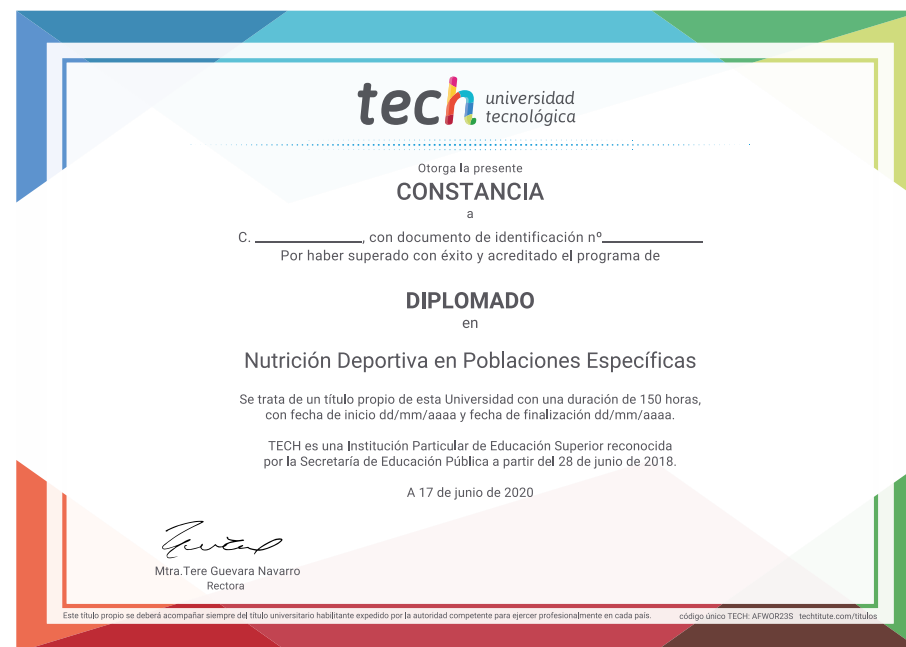 tech universidad
tecnológica
Otorga la presente
CONSTANCIA
a
C. ____________, con documento de identificación nº____________
Por haber superado con éxito y acreditado el programa de
DIPLOMADO
en
Nutrición Deportiva en Poblaciones Específicas
Se trata de un título propio de esta Universidad con una duración de 150 horas,
con fecha de inicio dd/mm/aaaa y fecha de finalización dd/mm/aaaa.
TECH es una Institución Particular de Educación Superior reconocida
por la Secretaría de Educación Pública a partir del 28 de junio de 2018.
A 17 de junio de 2020
Mtra.Tere Guevara Navarro
Rectora
Este título propio se deberá acompañar siempre del título universitario habilitante expedido por la autoridad competente para ejercer profesionalmente en cada país. código único TECH: AFWOR23S techtitute.com/titulos